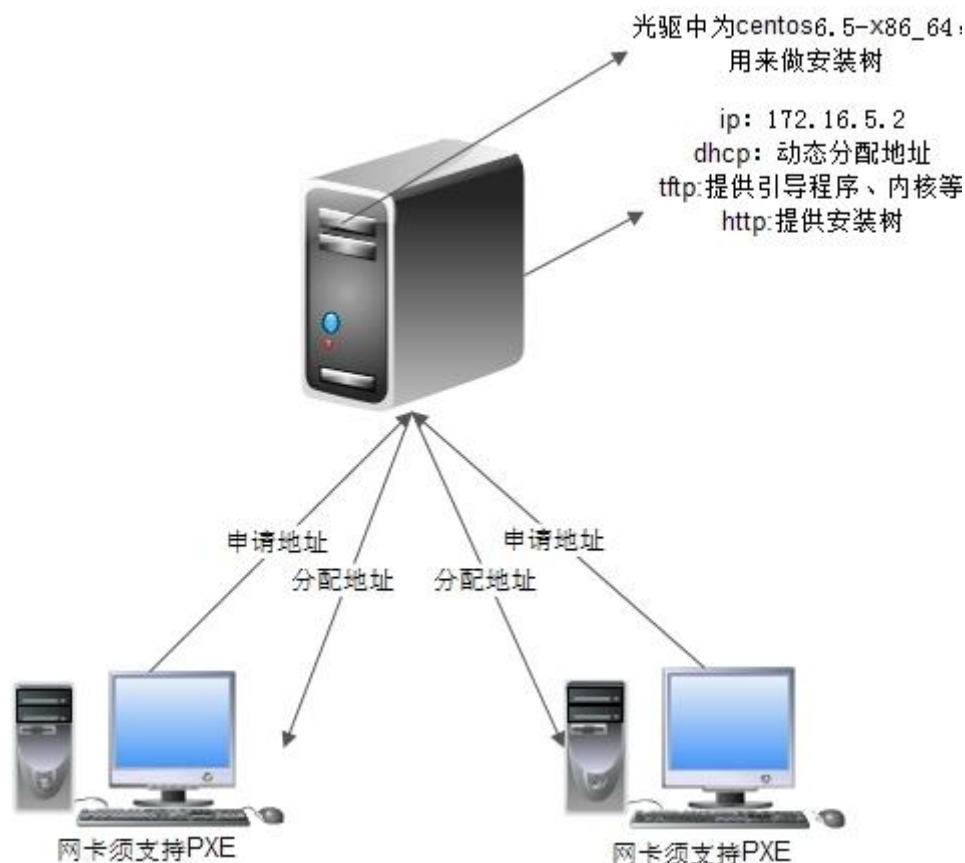 光驱中为centos6.5-x86_64，
用来做安装树
ip：172.16.5.2
dhcp：动态分配地址
tftp:提供引导程序、内核等
http:提供安装树
申请地址
申请地址
分配地址
分配地址
网卡须支持PXE
网卡须支持PXE